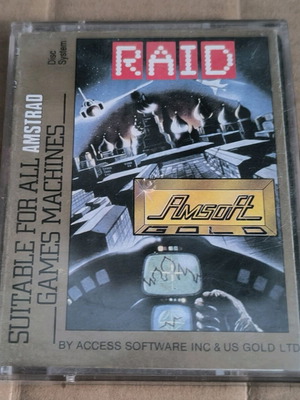 RAID
Disc
System
SUITABLE FOR ALL AMSTRAD
GAMES MACHINES
Amsoft
GOLD
BY ACCESS SOFTWARE INC & US GOLD LTD